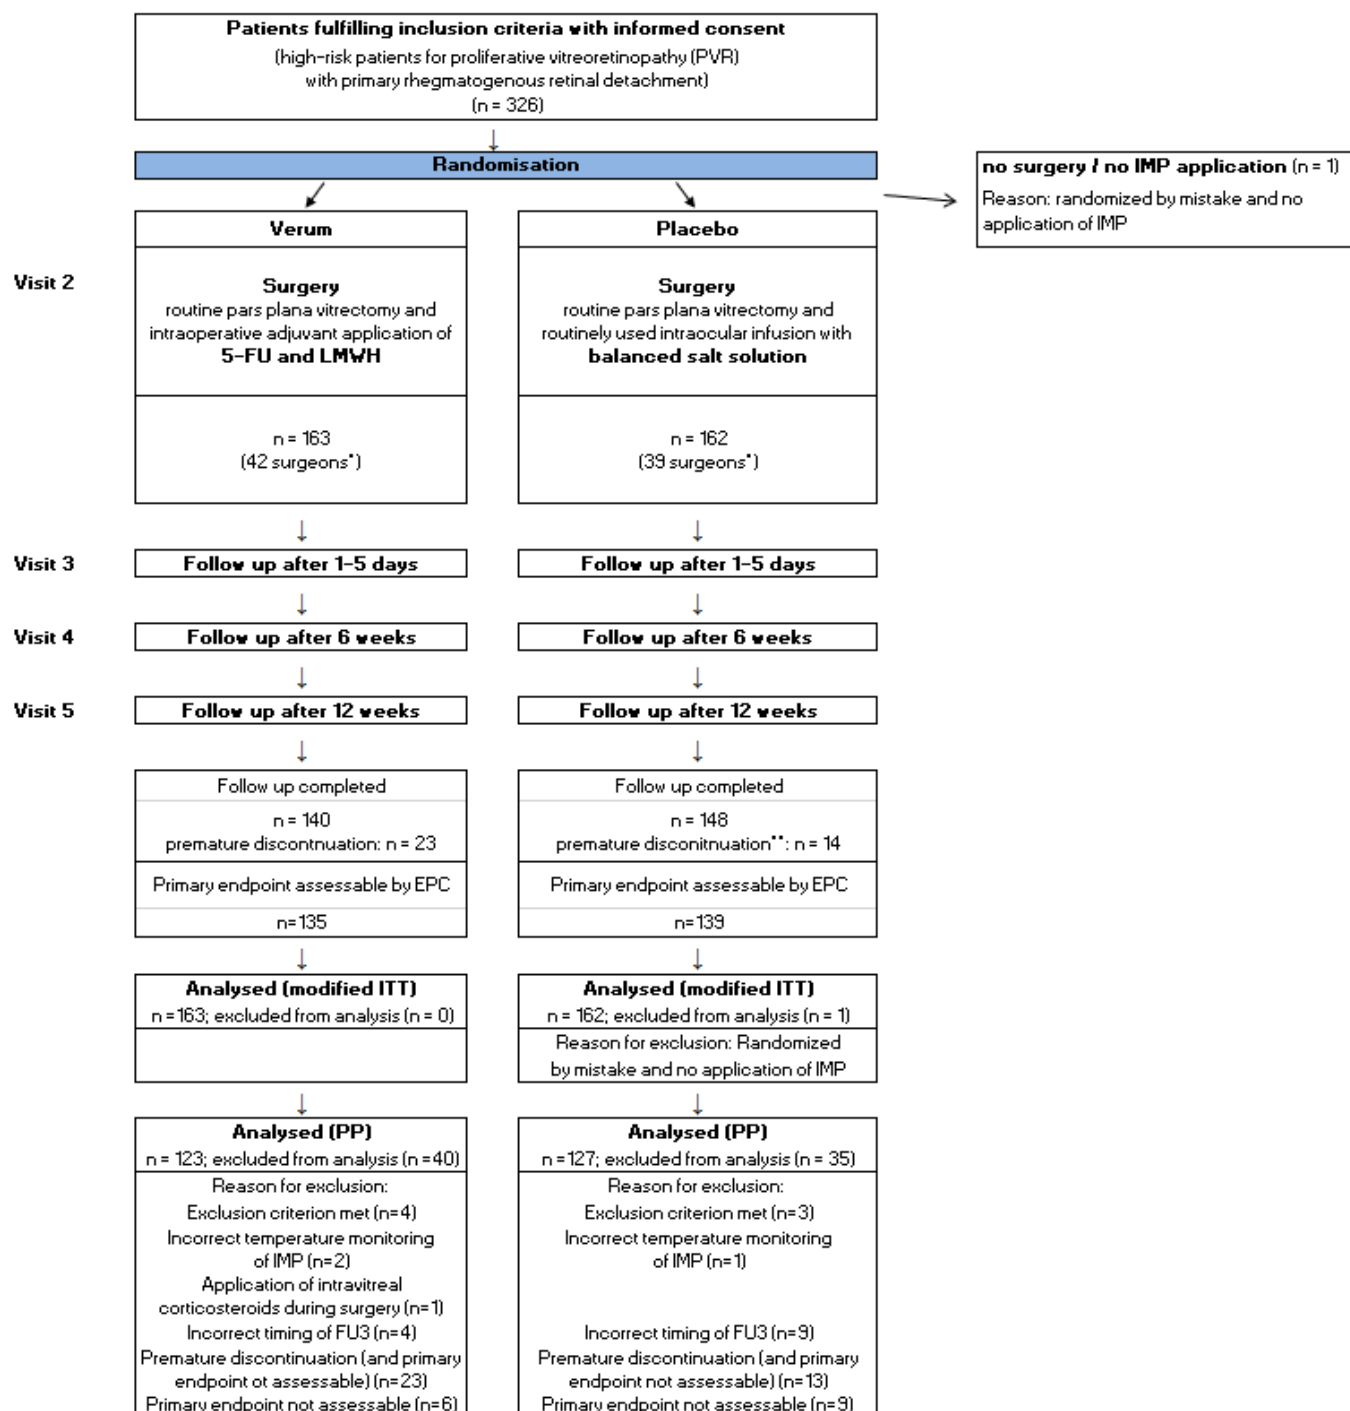 Patients fulfilling inclusion criteria with informed consent
(high-risk patients for proliferative vitreoretinopathy (PVR)
with primary rhegmatogenous retinal detachment)
(n = 326)
Randomisation
no surgery / no IMP application (n = 1)
Reason: randomized by mistake and no
application of IMP
Verum
Placebo
Visit 2
Surgery
routine pars plana vitrectomy and
intraoperative adjuvant application of
5-FU and LMWH
Surgery
routine pars plana vitrectomy and
routinely used intraocular infusion with
balanced salt solution
n = 163
(42 surgeons*)
n = 162
(39 surgeons*)
Visit 3
Follow up after 1-5 days
Follow up after 1-5 days
Visit 4
Follow up after 6 weeks
Follow up after 6 weeks
Visit 5
Follow up after 12 weeks
Follow up after 12 weeks
Follow up completed
n = 140
premature discontnuation: n = 23
Primary endpoint assessable by EPC
n=135
Follow up completed
n = 148
premature disconitnuation**: n = 14
Primary endpoint assessable by EPC
n=139
Analysed (modified ITT)
n =163; excluded from analysis (n = 0)
Analysed (modified ITT)
n = 162; excluded from analysis (n = 1)
Reason for exclusion: Randomized
by mistake and no application of IMP
Analysed (PP)
n = 123; excluded from analysis (n =40)
Reason for exclusion:
Exclusion criterion met (n=4)
Incorrect temperature monitoring
of IMP (n=2)
Application of intravitreal
corticosteroids during surgery (n=1)
Incorrect timing of FU3 (n=4)
Premature discontinuation (and primary
endpoint ot assessable) (n=23)
Primary endpoint not assessable (n=6)
Analysed (PP)
n =127; excluded from analysis (n = 35)
Reason for exclusion:
Exclusion criterion met (n=3)
Incorrect temperature monitoring
of IMP (n=1)
Incorrect timing of FU3 (n=9)
Premature discontinuation (and primary
endpoint not assessable) (n=13)
Primary endpoint not assessable (n=9)